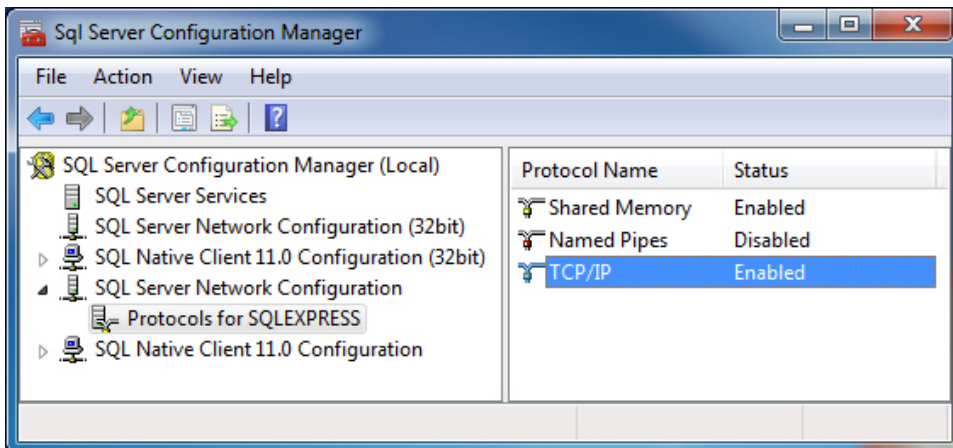 Sql Server Configuration Manager
File Action View Help
SQL Server Configuration Manager (Local)
SQL Server Services
SQL Server Network Configuration (32bit)
SQL Native Client 11.0 Configuration (32bit)
SQL Server Network Configuration
Protocols for SQLEXPRESS
SQL Native Client 11.0 Configuration
Protocol Name Status
Shared Memory Enabled
Named Pipes Disabled
TCP/IP Enabled